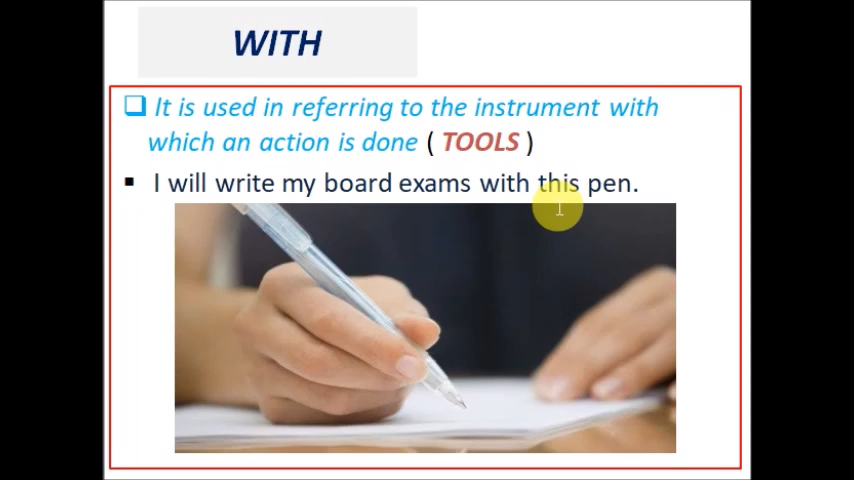 WITH
It is used in referring to the instrument with
which an action is done ( TOOLS )
I will write my board exams with this pen.